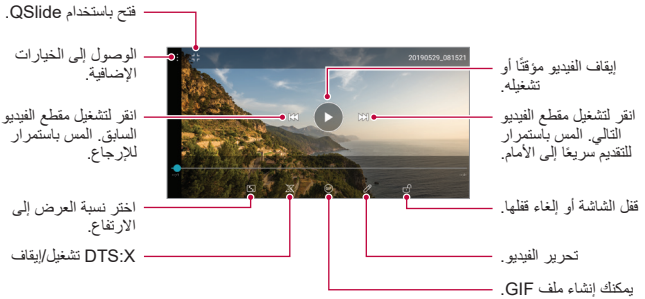 فتح باستخدام QSlide.
الوصول إلى الخيارات
الإضافية.
انقر لتشغيل مقطع الفيديو
السابق. المس باستمرار
للإرجاع.
اختر نسبة العرض إلى
الارتفاع.
DTS:X تشغيل/إيقاف
20190529_081521
إيقاف الفيديو مؤقتًا أو
تشغيله.
انقر لتشغيل مقطع الفيديو
التالي. المس باستمرار
للتقديم سريعًا إلى الأمام.
قفل الشاشة أو إلغاء قفلها.
تحرير الفيديو.
يمكنك إنشاء ملف GIF.